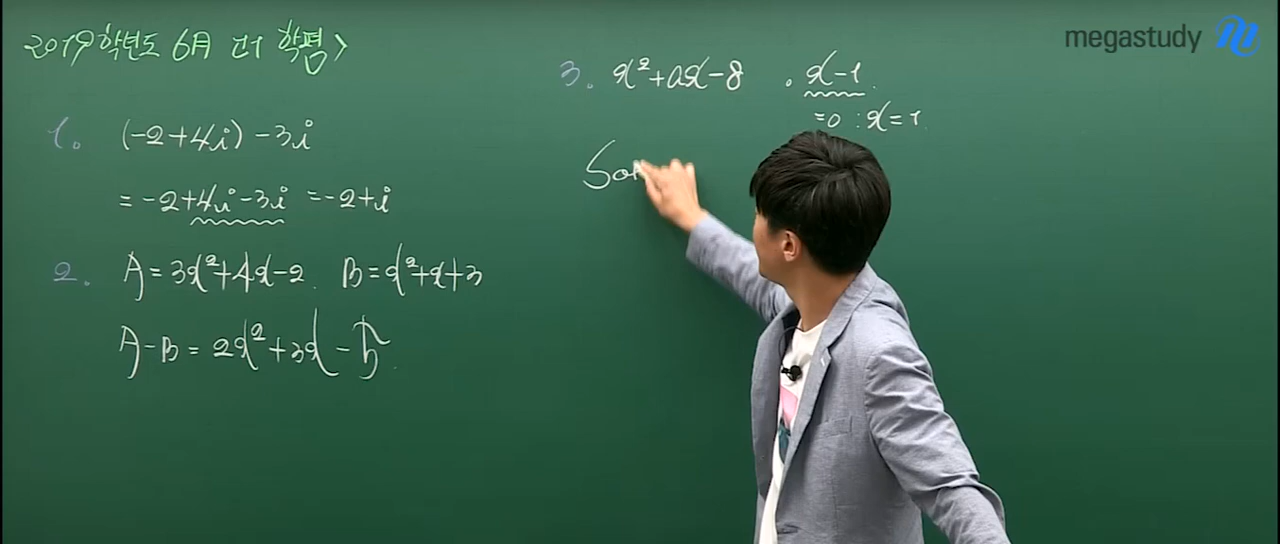 2019학년도 6月 고1 학평>
1. (-2+4i)-3i
=-2+4i-3i =-2+i
2. A=3x²+4x-2. B=x²+x+3
A-B=2x²+3x-5.
3. x²+ax-8 . x-1.
=0 : x=1.
Sol
megastudy